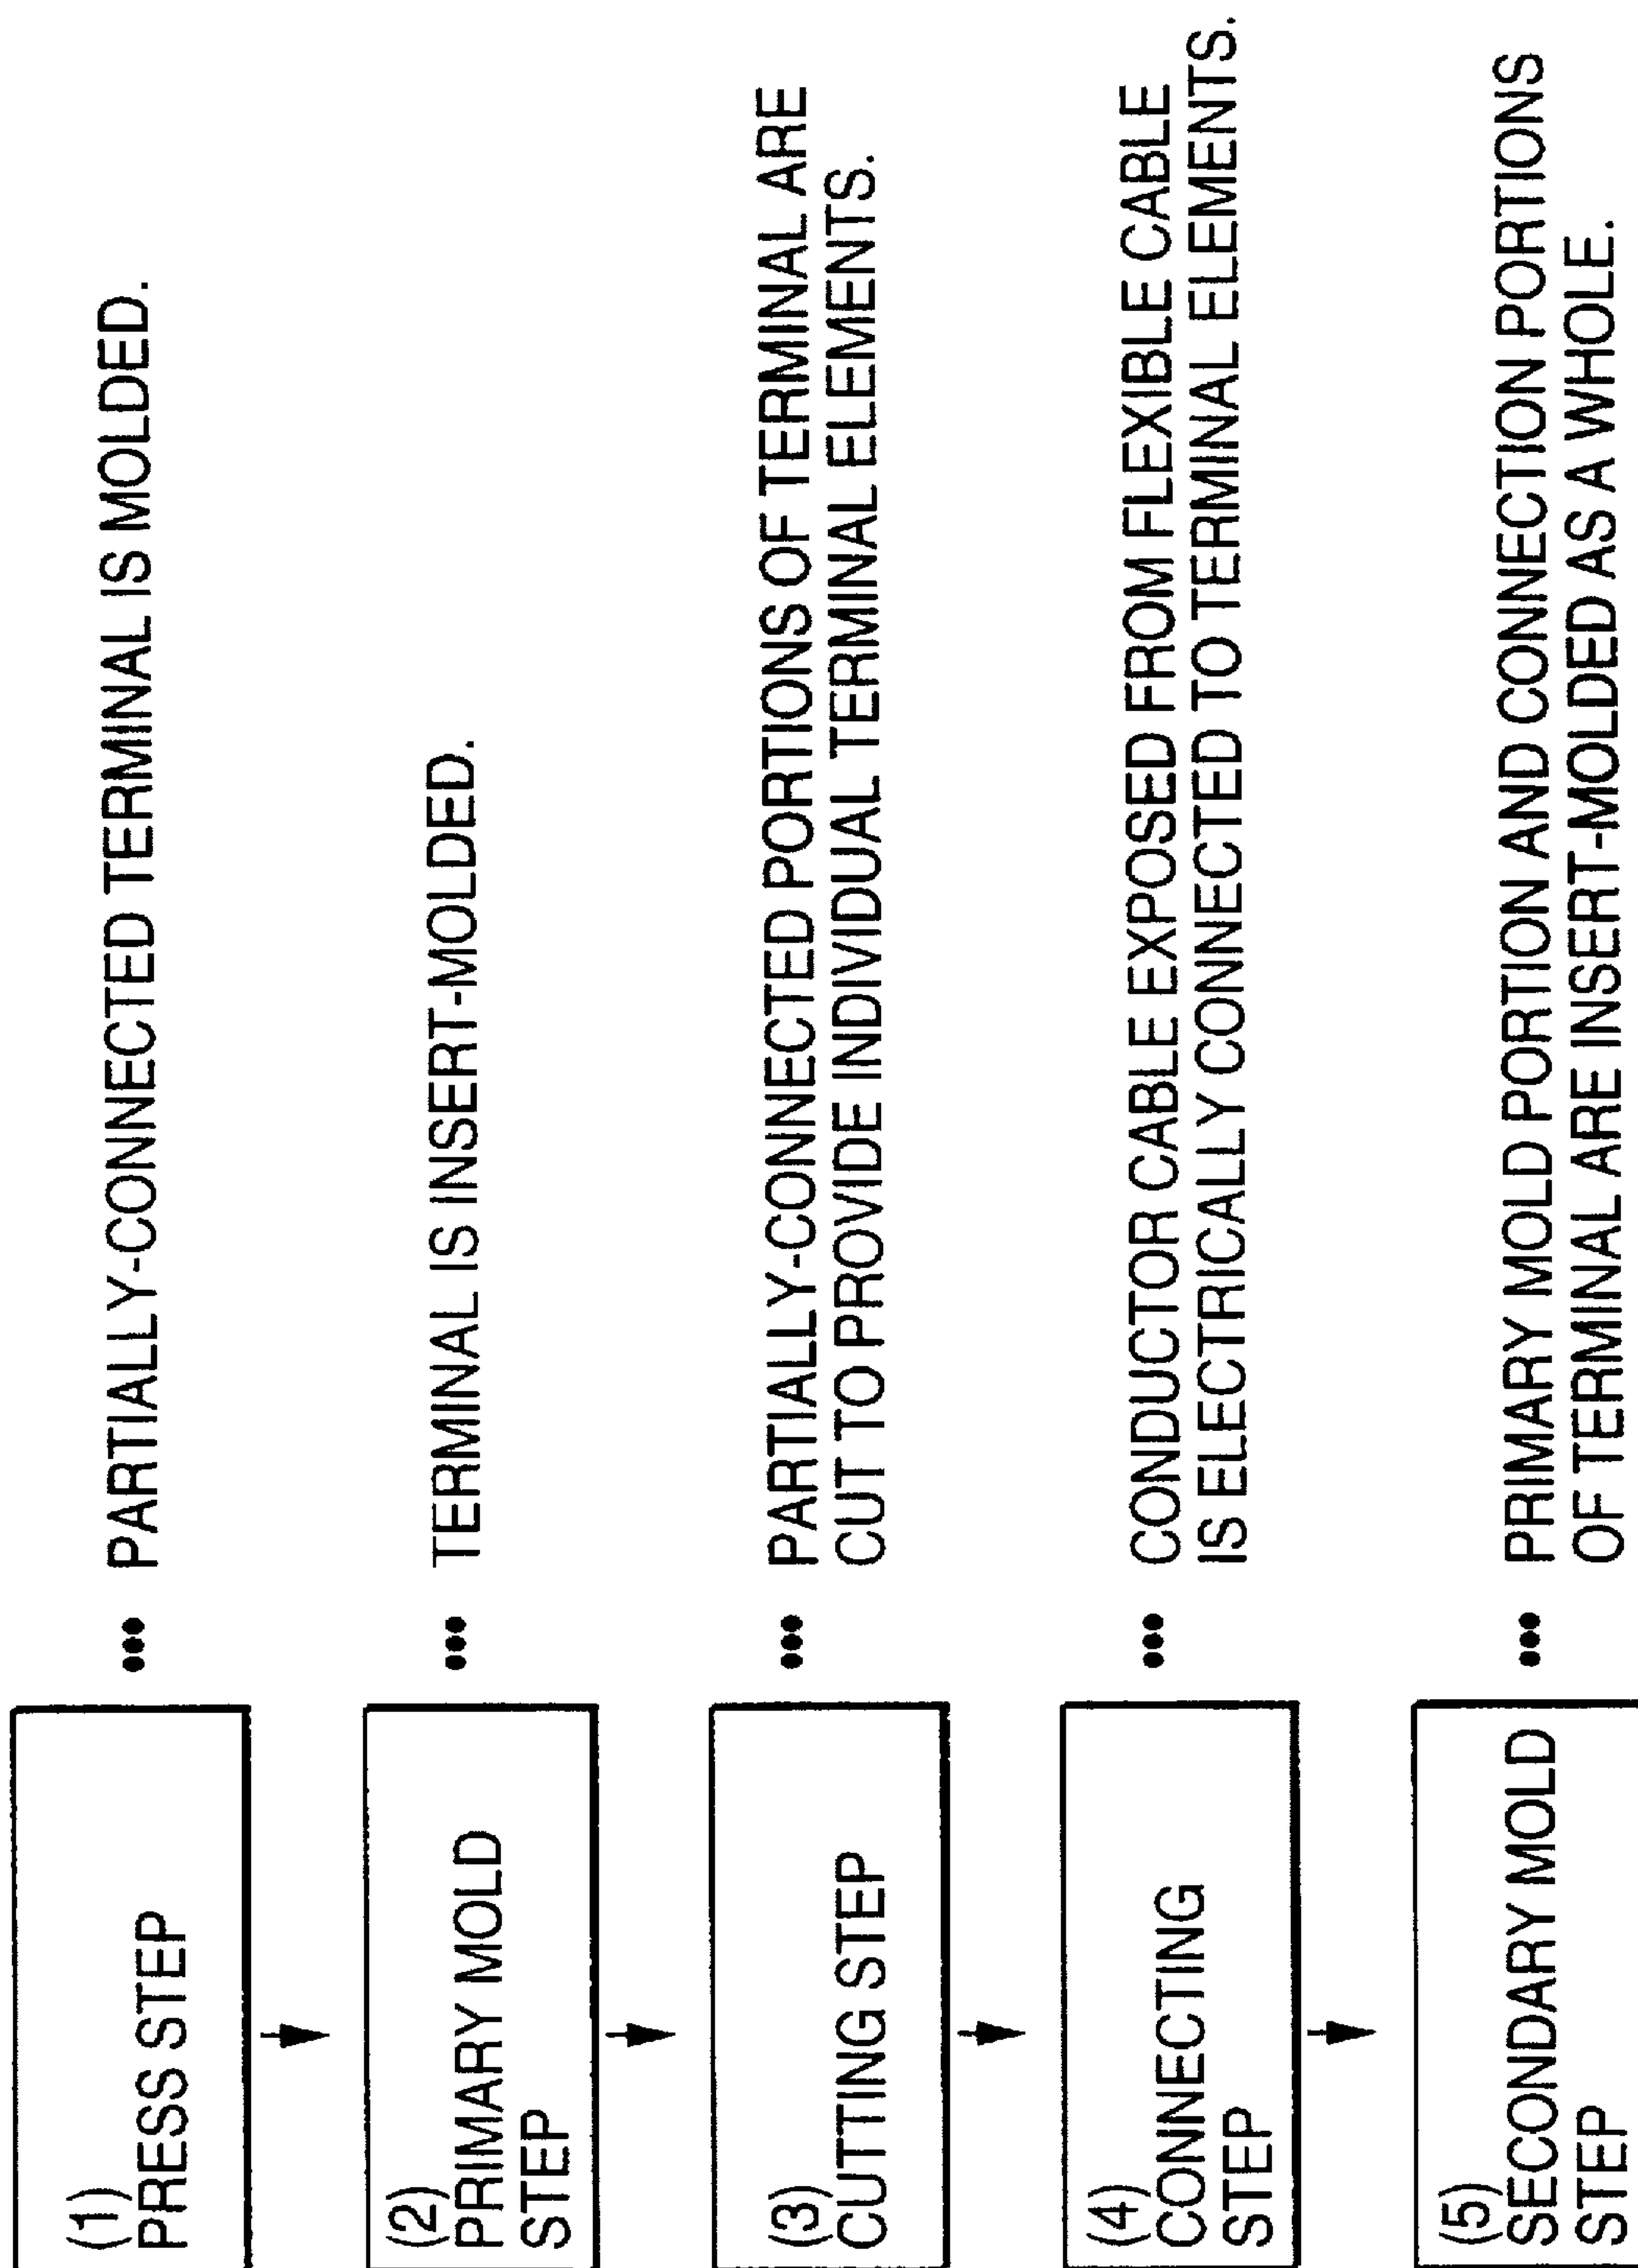 (1)
PRESS STEP
••• PARTIALLY-CONNECTED TERMINAL IS MOLDED.
(2)
PRIMARY MOLD
STEP
••• TERMINAL IS INSERT-MOLDED.
(3)
CUTTING STEP
••• PARTIALLY-CONNECTED PORTIONS OF TERMINAL ARE
CUT TO PROVIDE INDIVIDUAL TERMINAL ELEMENTS.
(4)
CONNECTING
STEP
••• CONDUCTOR CABLE EXPOSED FROM FLEXIBLE CABLE
IS ELECTRICALLY CONNECTED TO TERMINAL ELEMENTS.
(5)
SECONDARY MOLD
STEP
••• PRIMARY MOLD PORTION AND CONNECTION PORTIONS
OF TERMINAL ARE INSERT-MOLDED AS A WHOLE.